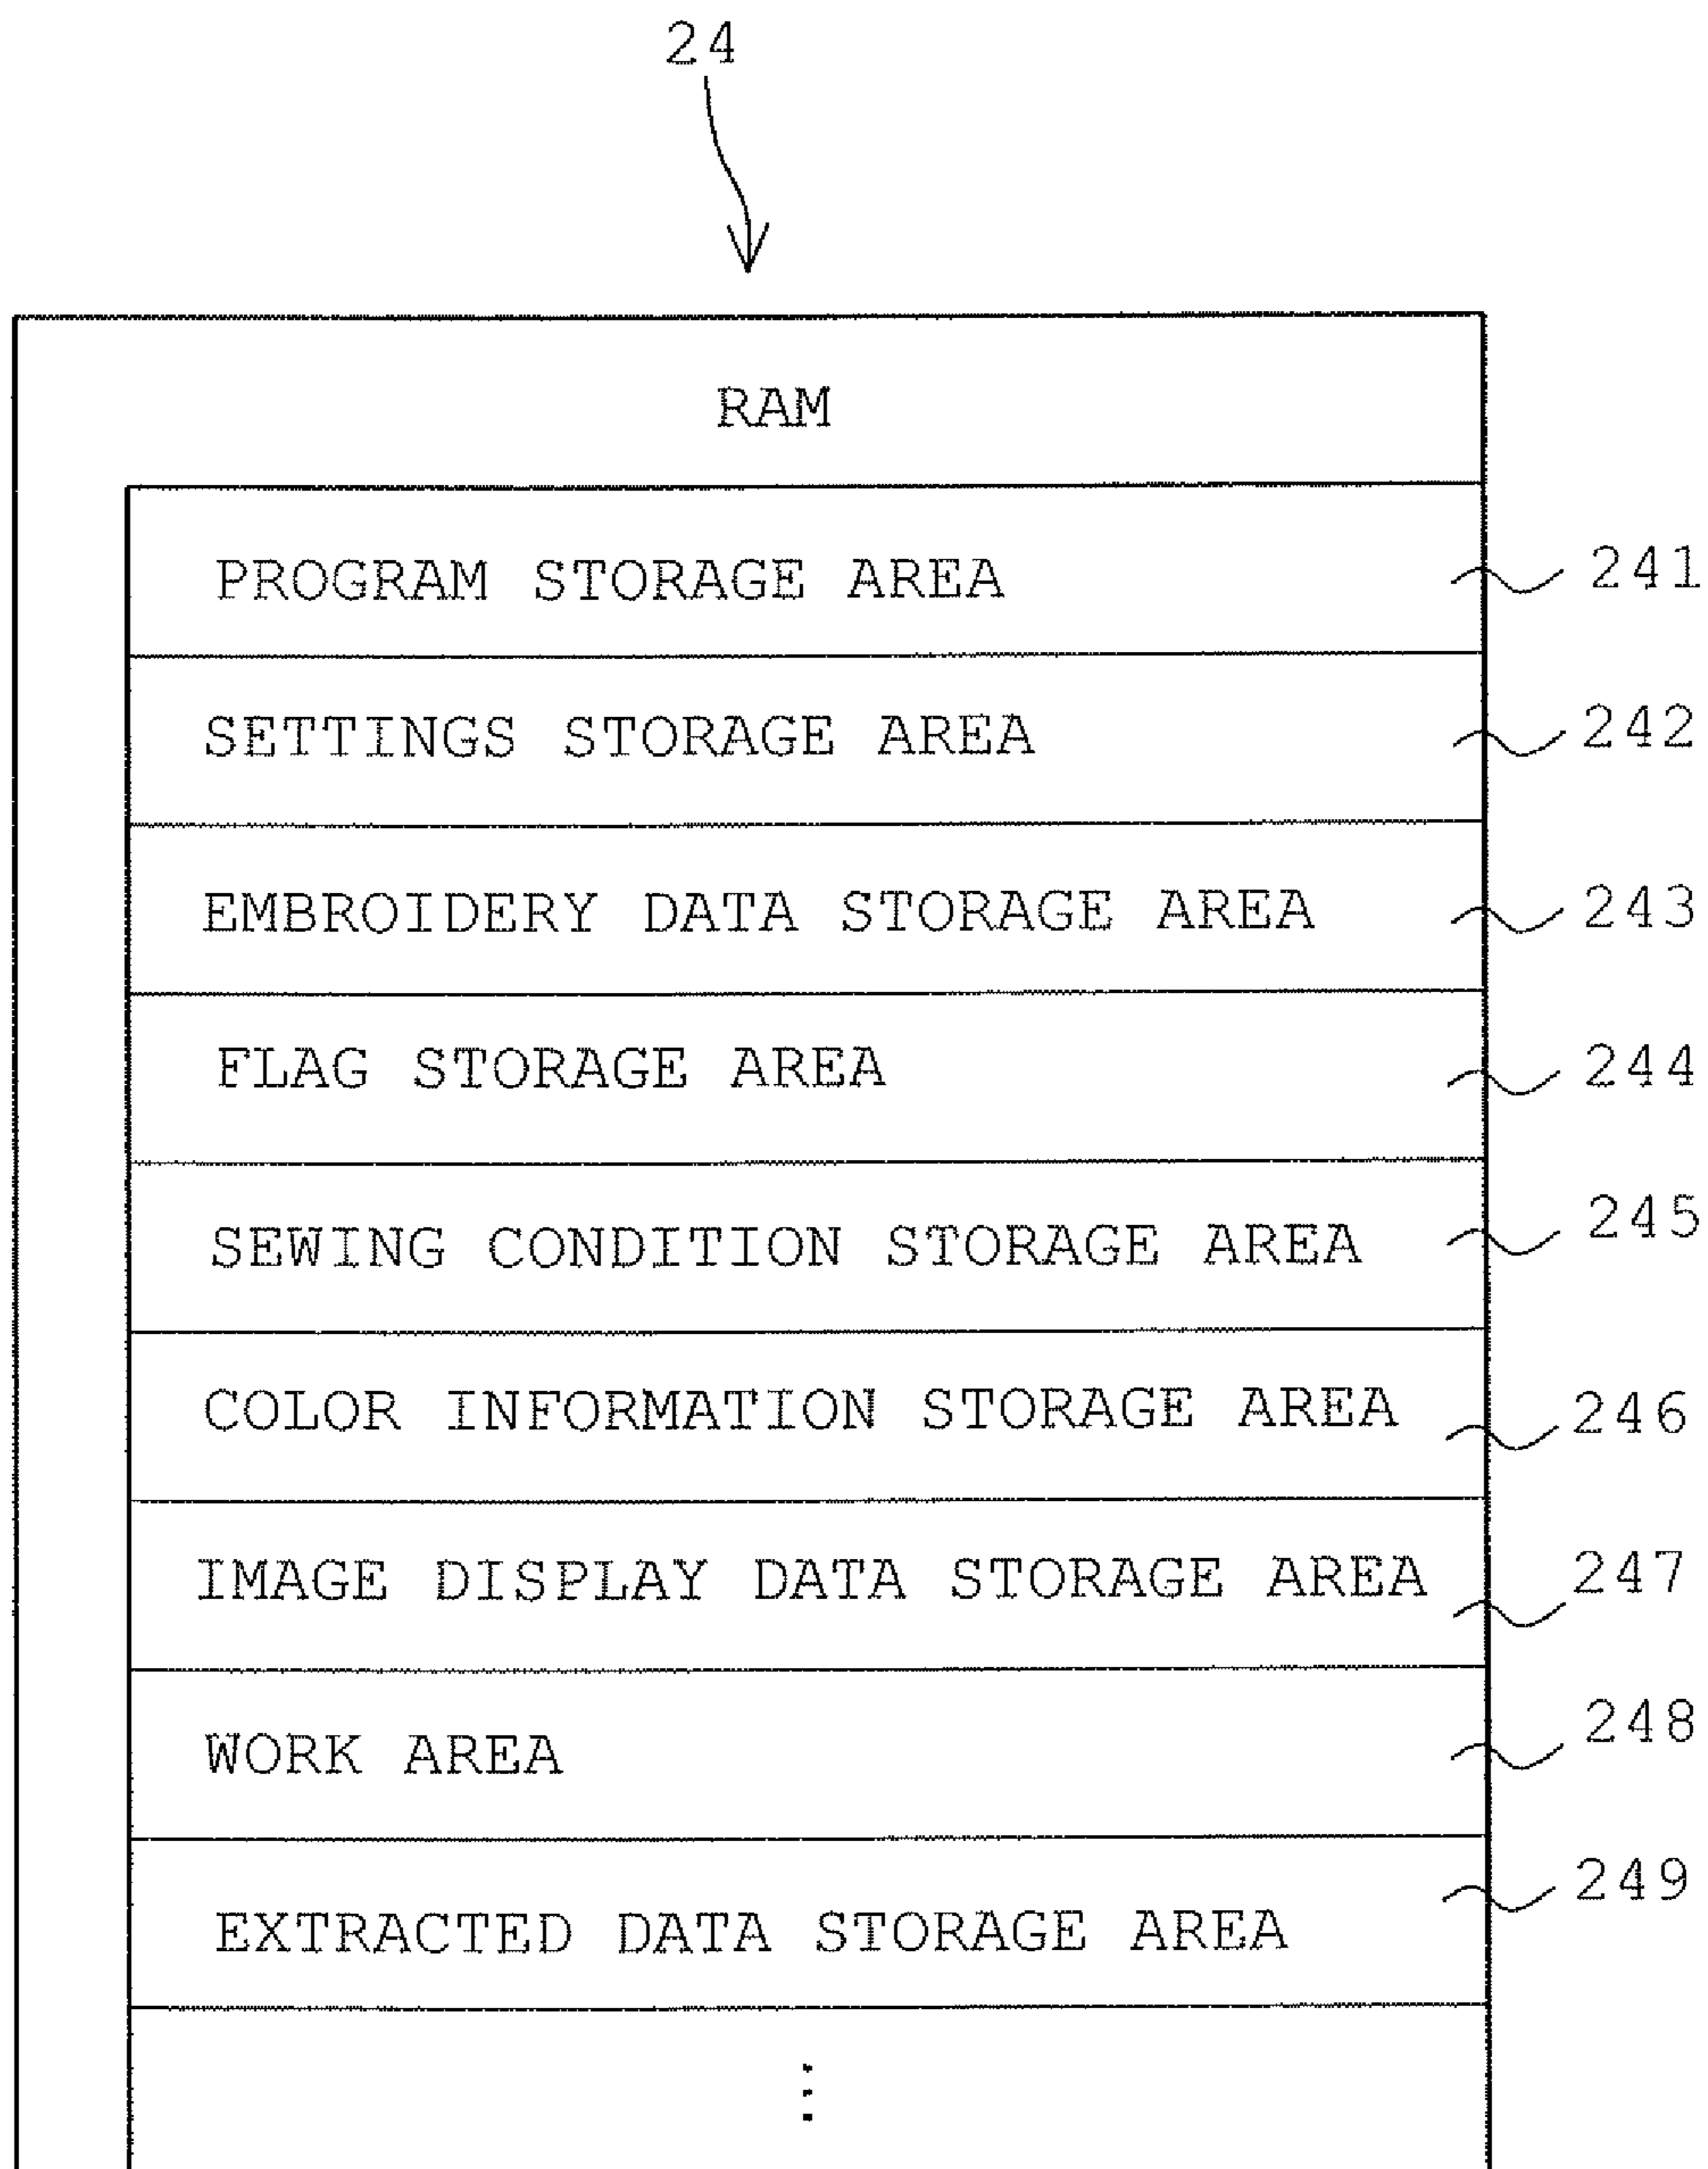 24
RAM
PROGRAM STORAGE AREA 241
SETTINGS STORAGE AREA 242
EMBROIDERY DATA STORAGE AREA 243
FLAG STORAGE AREA 244
SEWING CONDITION STORAGE AREA 245
COLOR INFORMATION STORAGE AREA 246
IMAGE DISPLAY DATA STORAGE AREA 247
WORK AREA 248
EXTRACTED DATA STORAGE AREA 249
⋮